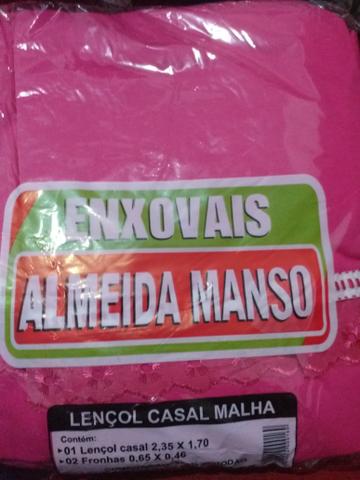 ENXOVAIS
ALMEIDA MANSO
LENÇOL CASAL MALHA
Contém:
▸01 Lençol casal 2,35 X 1,70
▸02 Fronhas 0,65 X 0,46